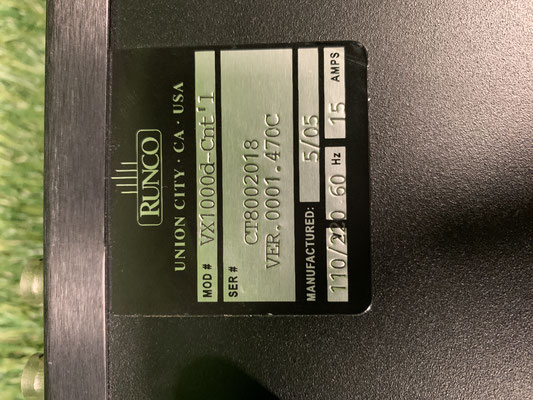 RUNCO
UNION CITY · CA · USA
MOD # VX1000d-Cnt'l
SER # CT8002018
VER.0001.470C
MANUFACTURED: 5/05
110/220 60 Hz 15 AMPS